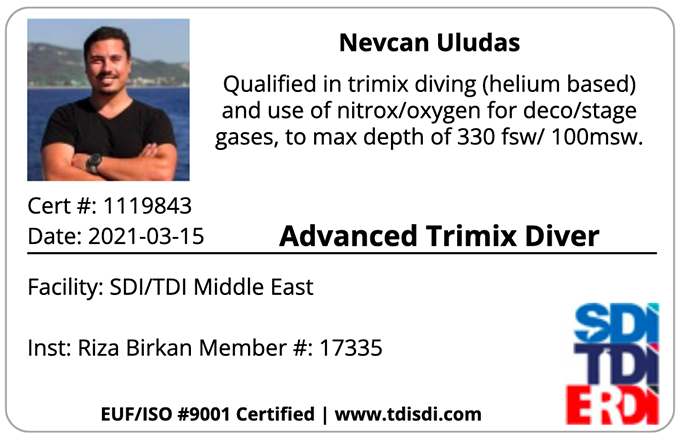 Nevcan Uludas
Qualified in trimix diving (helium based)
and use of nitrox/oxygen for deco/stage
gases, to max depth of 330 fsw/ 100msw.
Cert #: 1119843
Date: 2021-03-15
Advanced Trimix Diver
Facility: SDI/TDI Middle East
Inst: Riza Birkan Member #: 17335
SDI
TDI
ERDI
EUF/ISO #9001 Certified | www.tdisdi.com